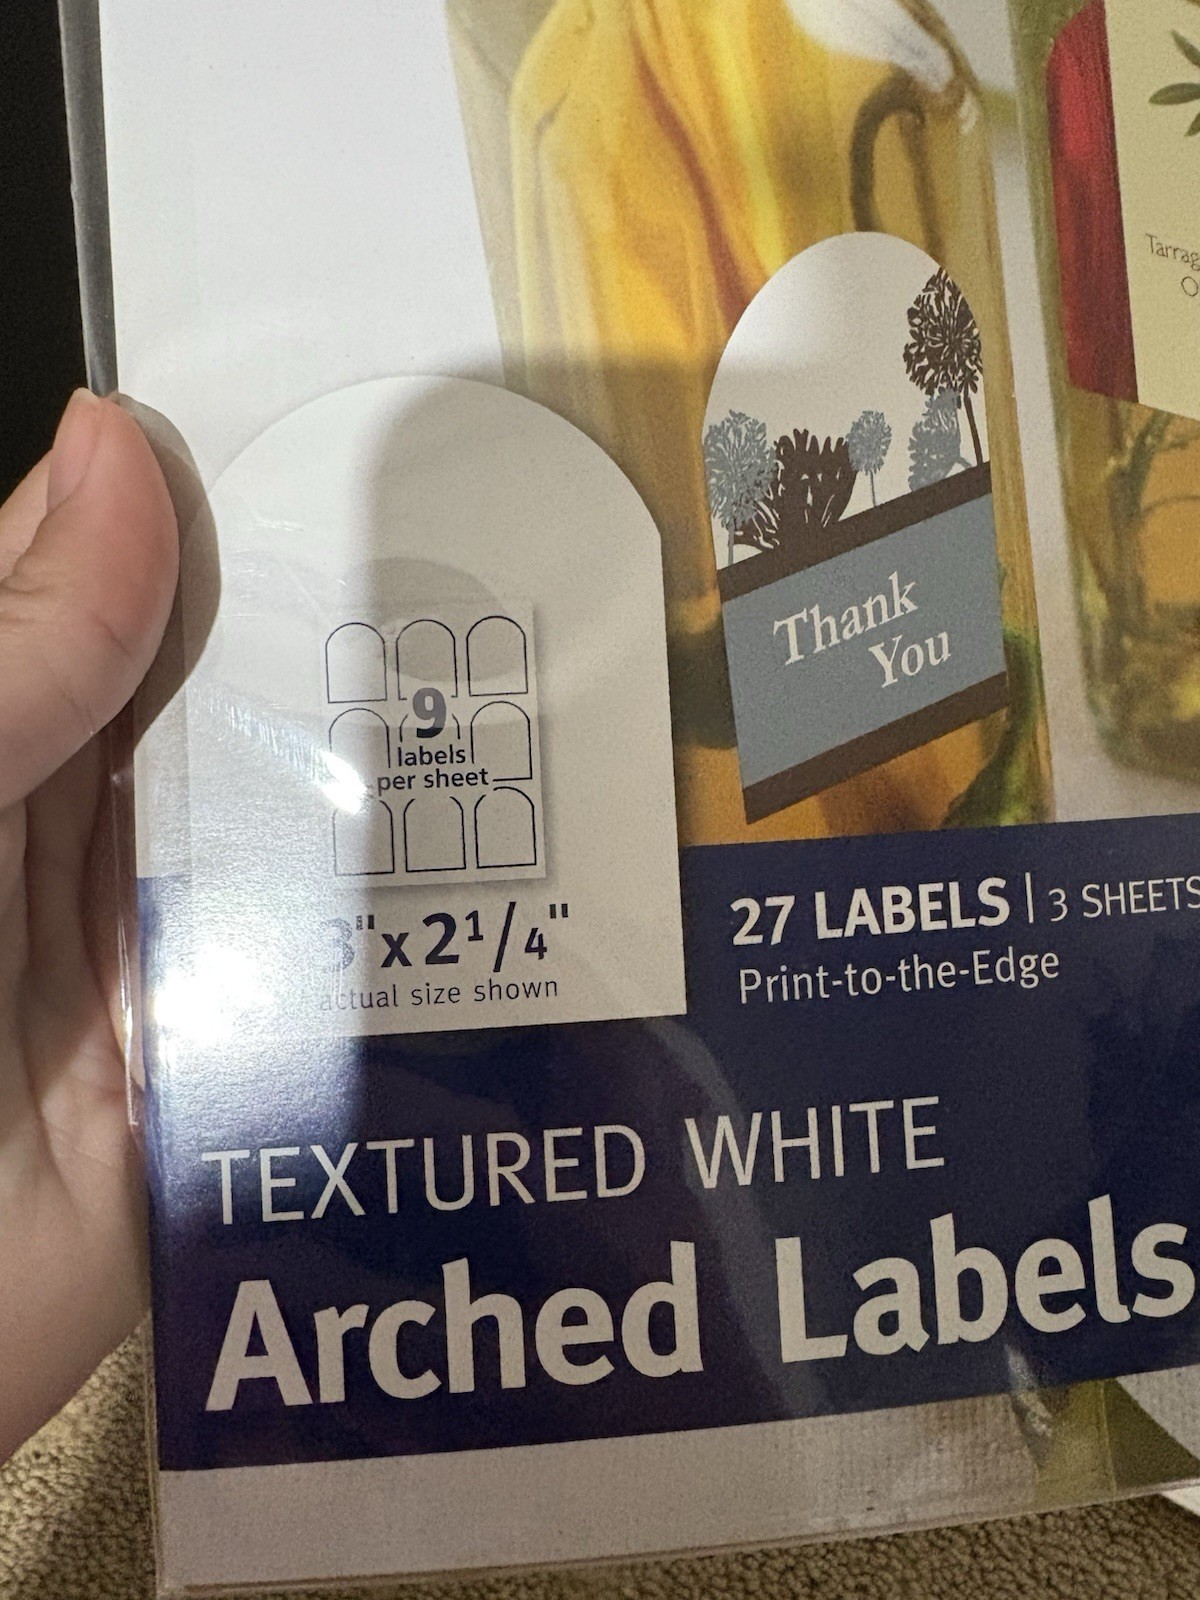 Thank
You
9
labels
per sheet
3" x 2 1/4"
actual size shown
27 LABELS | 3 SHEETS
Print-to-the-Edge
TEXTURED WHITE
Arched Labels